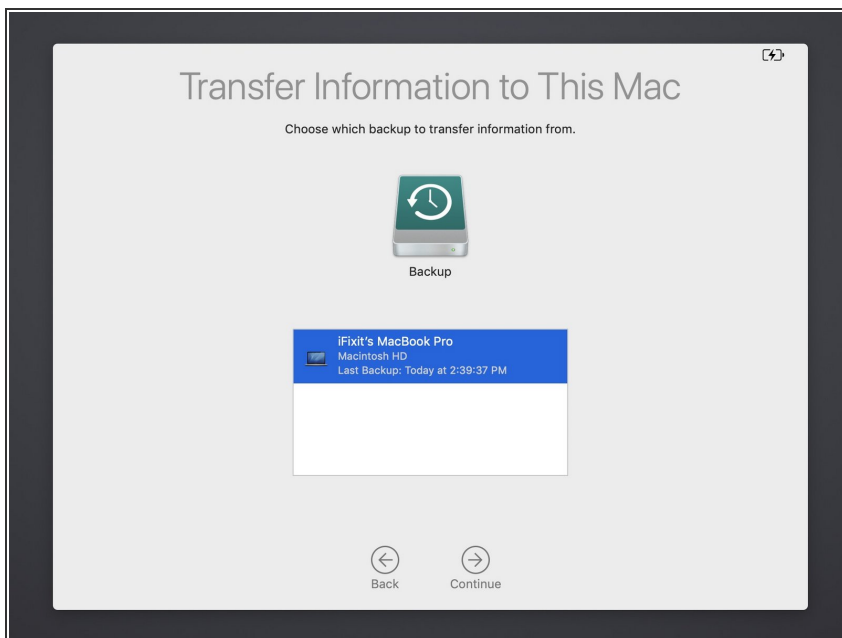 Transfer Information to This Mac
Choose which backup to transfer information from.
Backup
iFixit's MacBook Pro
Macintosh HD
Last Backup: Today at 2:39:37 PM
Back
Continue